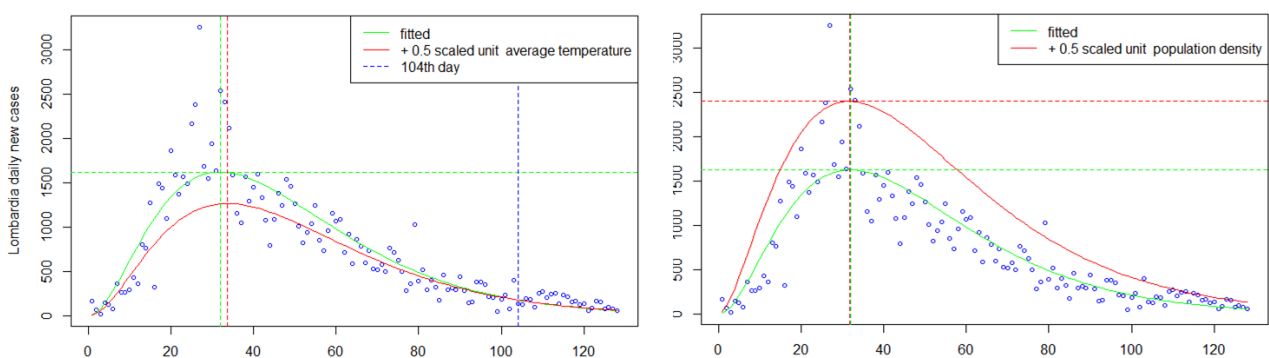 Lombardia daily new cases
0 500 1000 1500 2000 2500 3000
fitted
+ 0.5 scaled unit average temperature
104th day
0 20 40 60 80 100 120
0 500 1000 1500 2000 2500 3000
fitted
+ 0.5 scaled unit population density
0 20 40 60 80 100 120